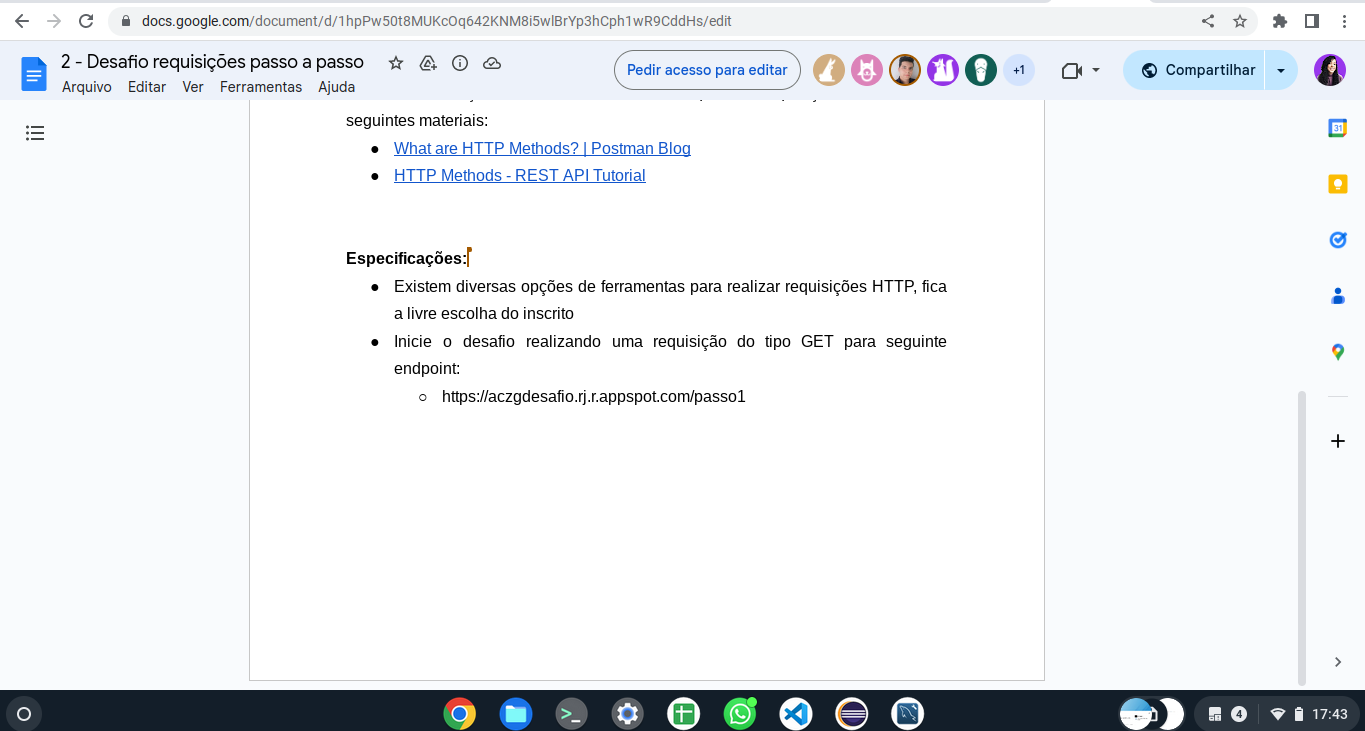 docs.google.com/document/d/1hpPw50t8MUKcOq642KNM8i5wlBrYp3hCph1wR9CddHs/edit
2 - Desafio requisições passo a passo
Arquivo Editar Ver Ferramentas Ajuda
Pedir acesso para editar
+1
Compartilhar
seguintes materiais:
● What are HTTP Methods? | Postman Blog
● HTTP Methods - REST API Tutorial
Especificações:
● Existem diversas opções de ferramentas para realizar requisições HTTP, fica
a livre escolha do inscrito
● Inicie o desafio realizando uma requisição do tipo GET para seguinte
endpoint:
○ https://aczgdesafio.rj.r.appspot.com/passo1
31
4
17:43